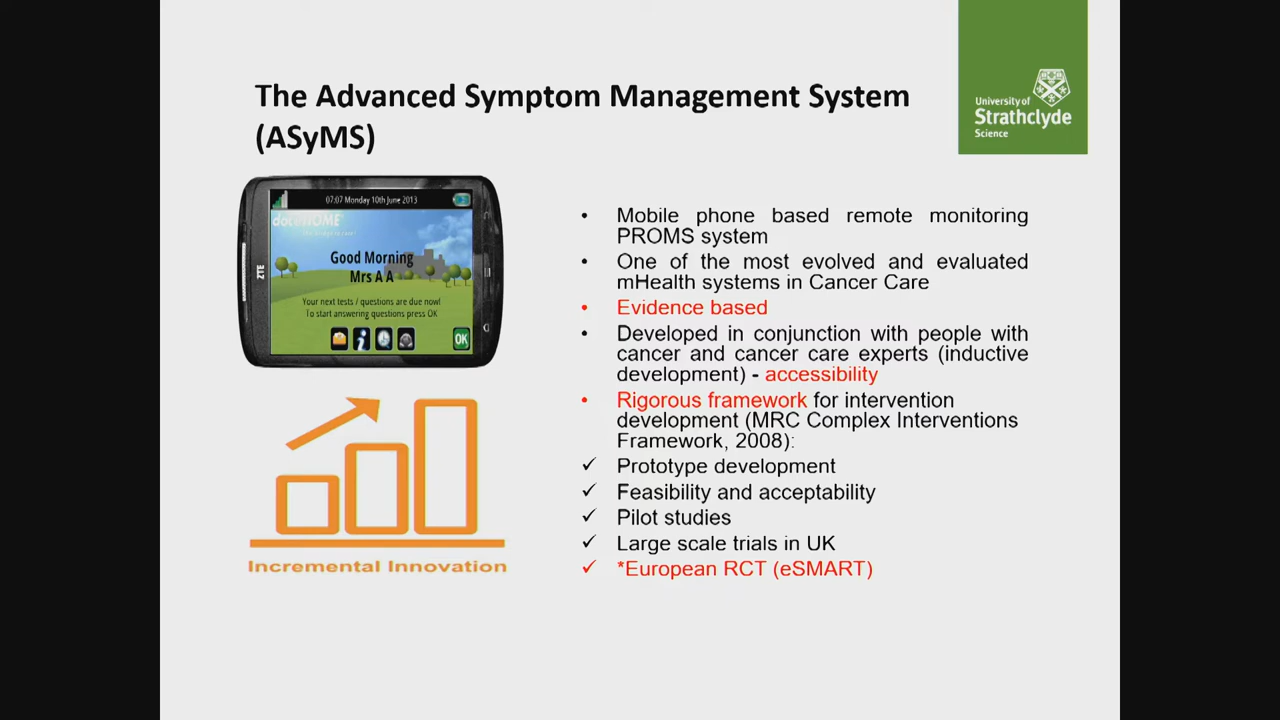 The Advanced Symptom Management System
(ASyMS)
University of
Strathclyde
Science
07:07 Monday 10th June 2013
Good Morning
Mrs A A
Your next tests / questions are due now!
To start answering questions press OK
OK
ZTE
Incremental Innovation
• Mobile phone based remote monitoring
PROMS system
• One of the most evolved and evaluated
mHealth systems in Cancer Care
• Evidence based
• Developed in conjunction with people with
cancer and cancer care experts (inductive
development) - accessibility
• Rigorous framework for intervention
development (MRC Complex Interventions
Framework, 2008):
✓ Prototype development
✓ Feasibility and acceptability
✓ Pilot studies
✓ Large scale trials in UK
✓ *European RCT (eSMART)